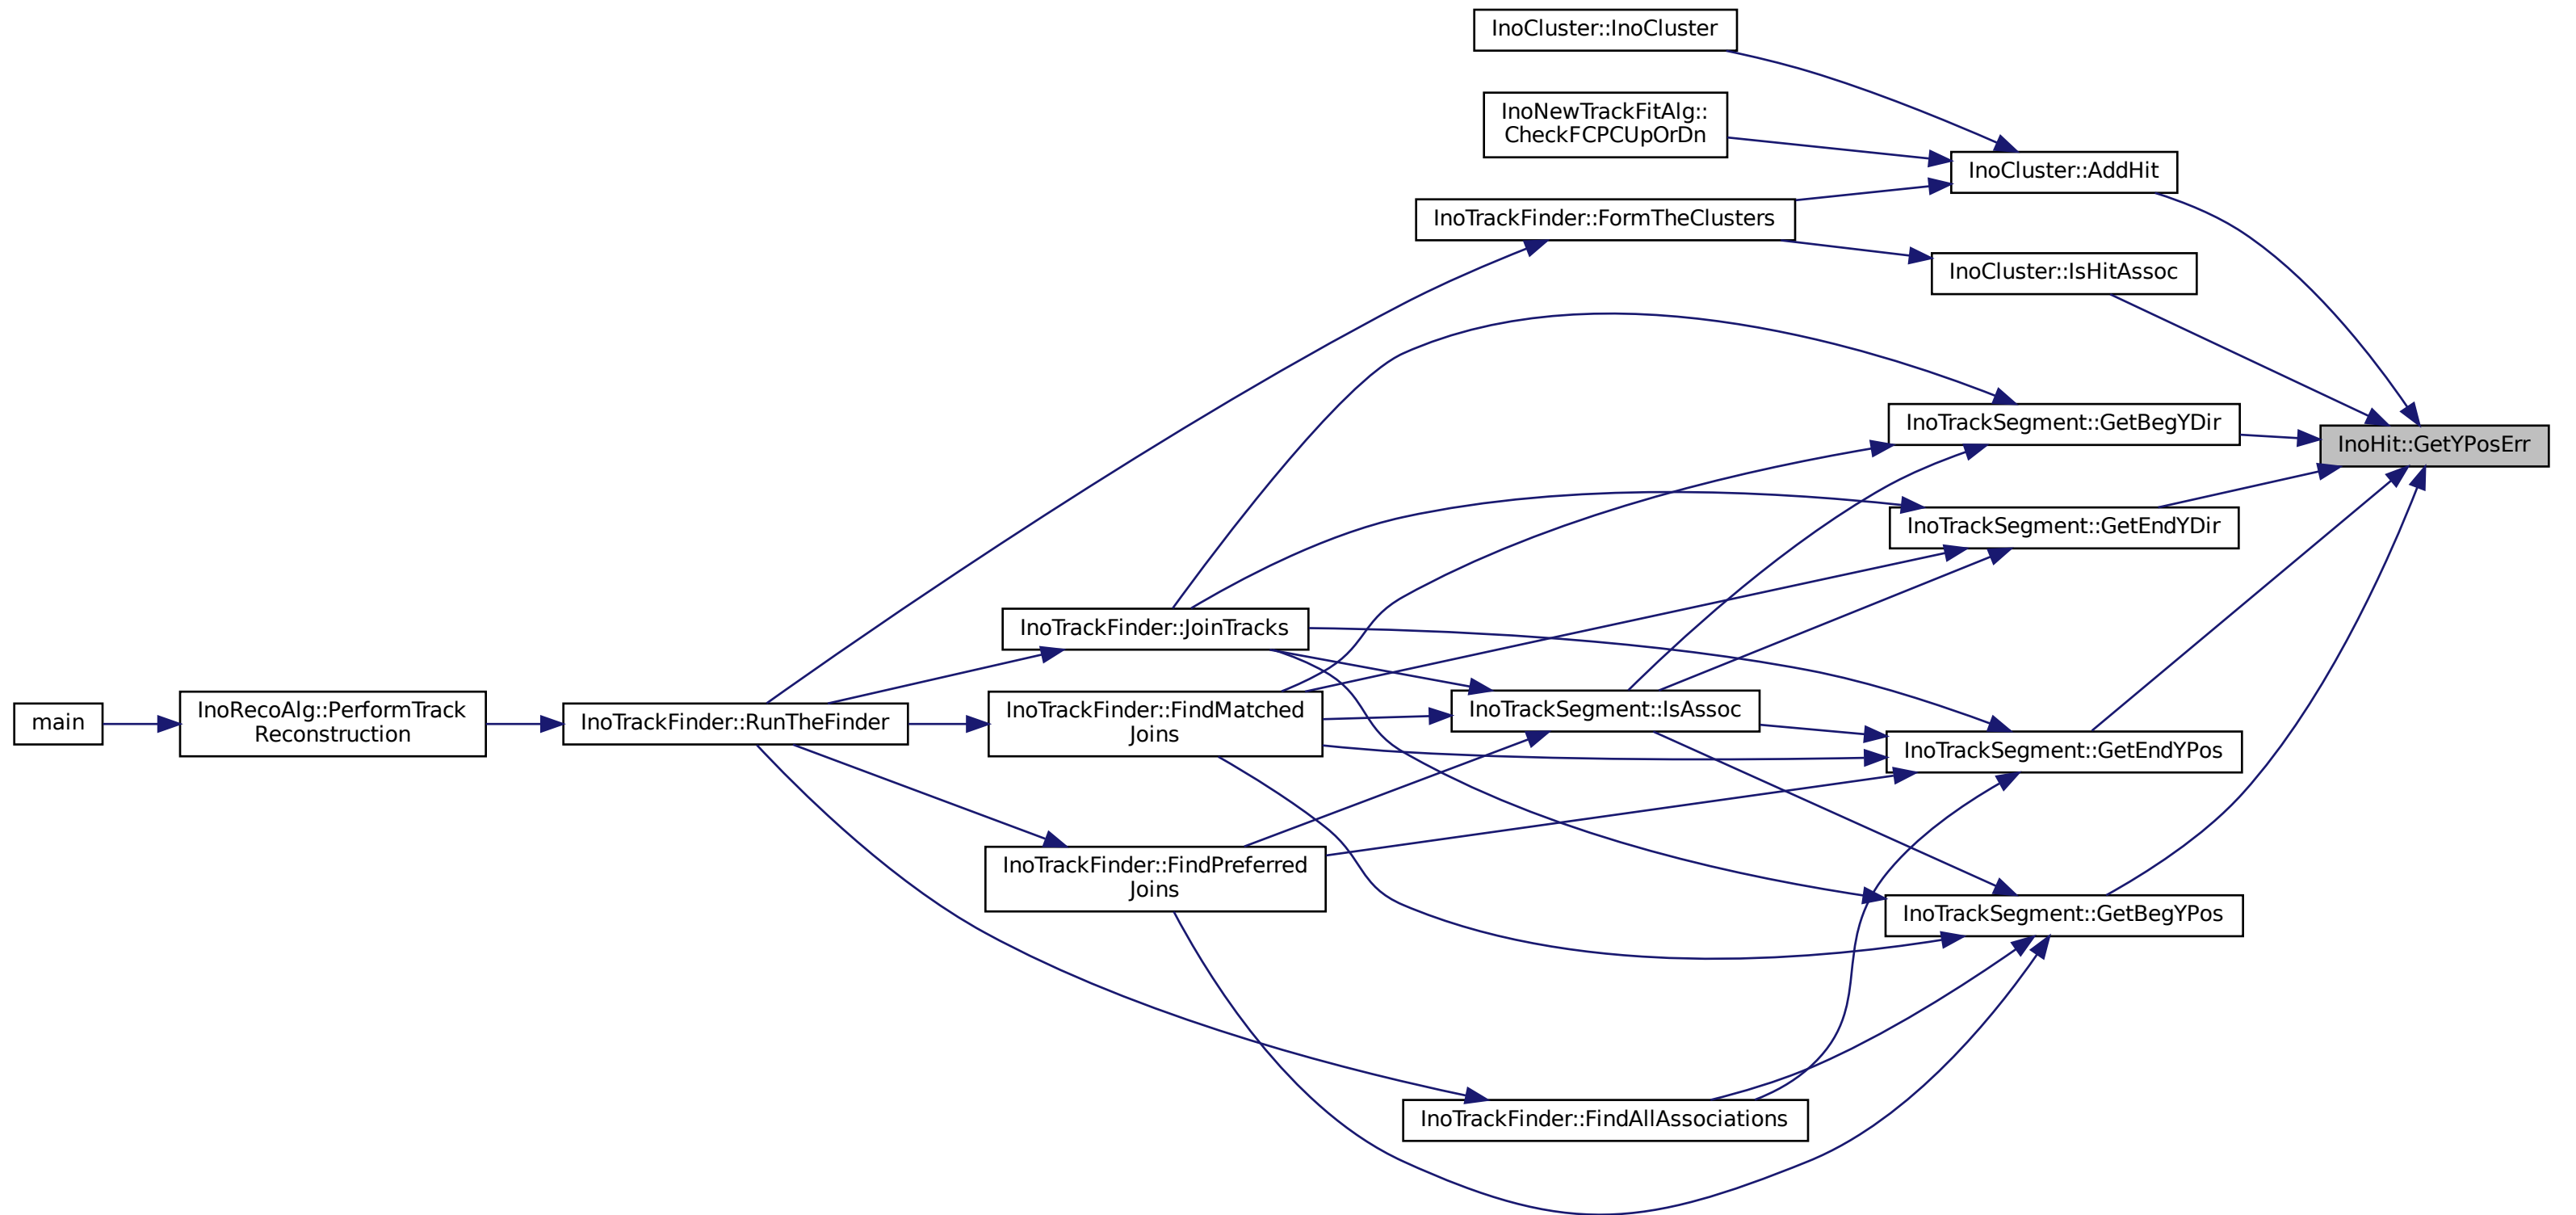 InoCluster::InoCluster
InoNewTrackFitAlg::
CheckFCPCUpOrDn
InoCluster::AddHit
InoTrackFinder::FormTheClusters
InoCluster::IsHitAssoc
InoTrackSegment::GetBegYDir
InoHit::GetYPosErr
InoTrackSegment::GetEndYDir
InoTrackFinder::JoinTracks
main
InoRecoAlg::PerformTrack
Reconstruction
InoTrackFinder::RunTheFinder
InoTrackFinder::FindMatched
Joins
InoTrackSegment::IsAssoc
InoTrackSegment::GetEndYPos
InoTrackFinder::FindPreferred
Joins
InoTrackSegment::GetBegYPos
InoTrackFinder::FindAllAssociations